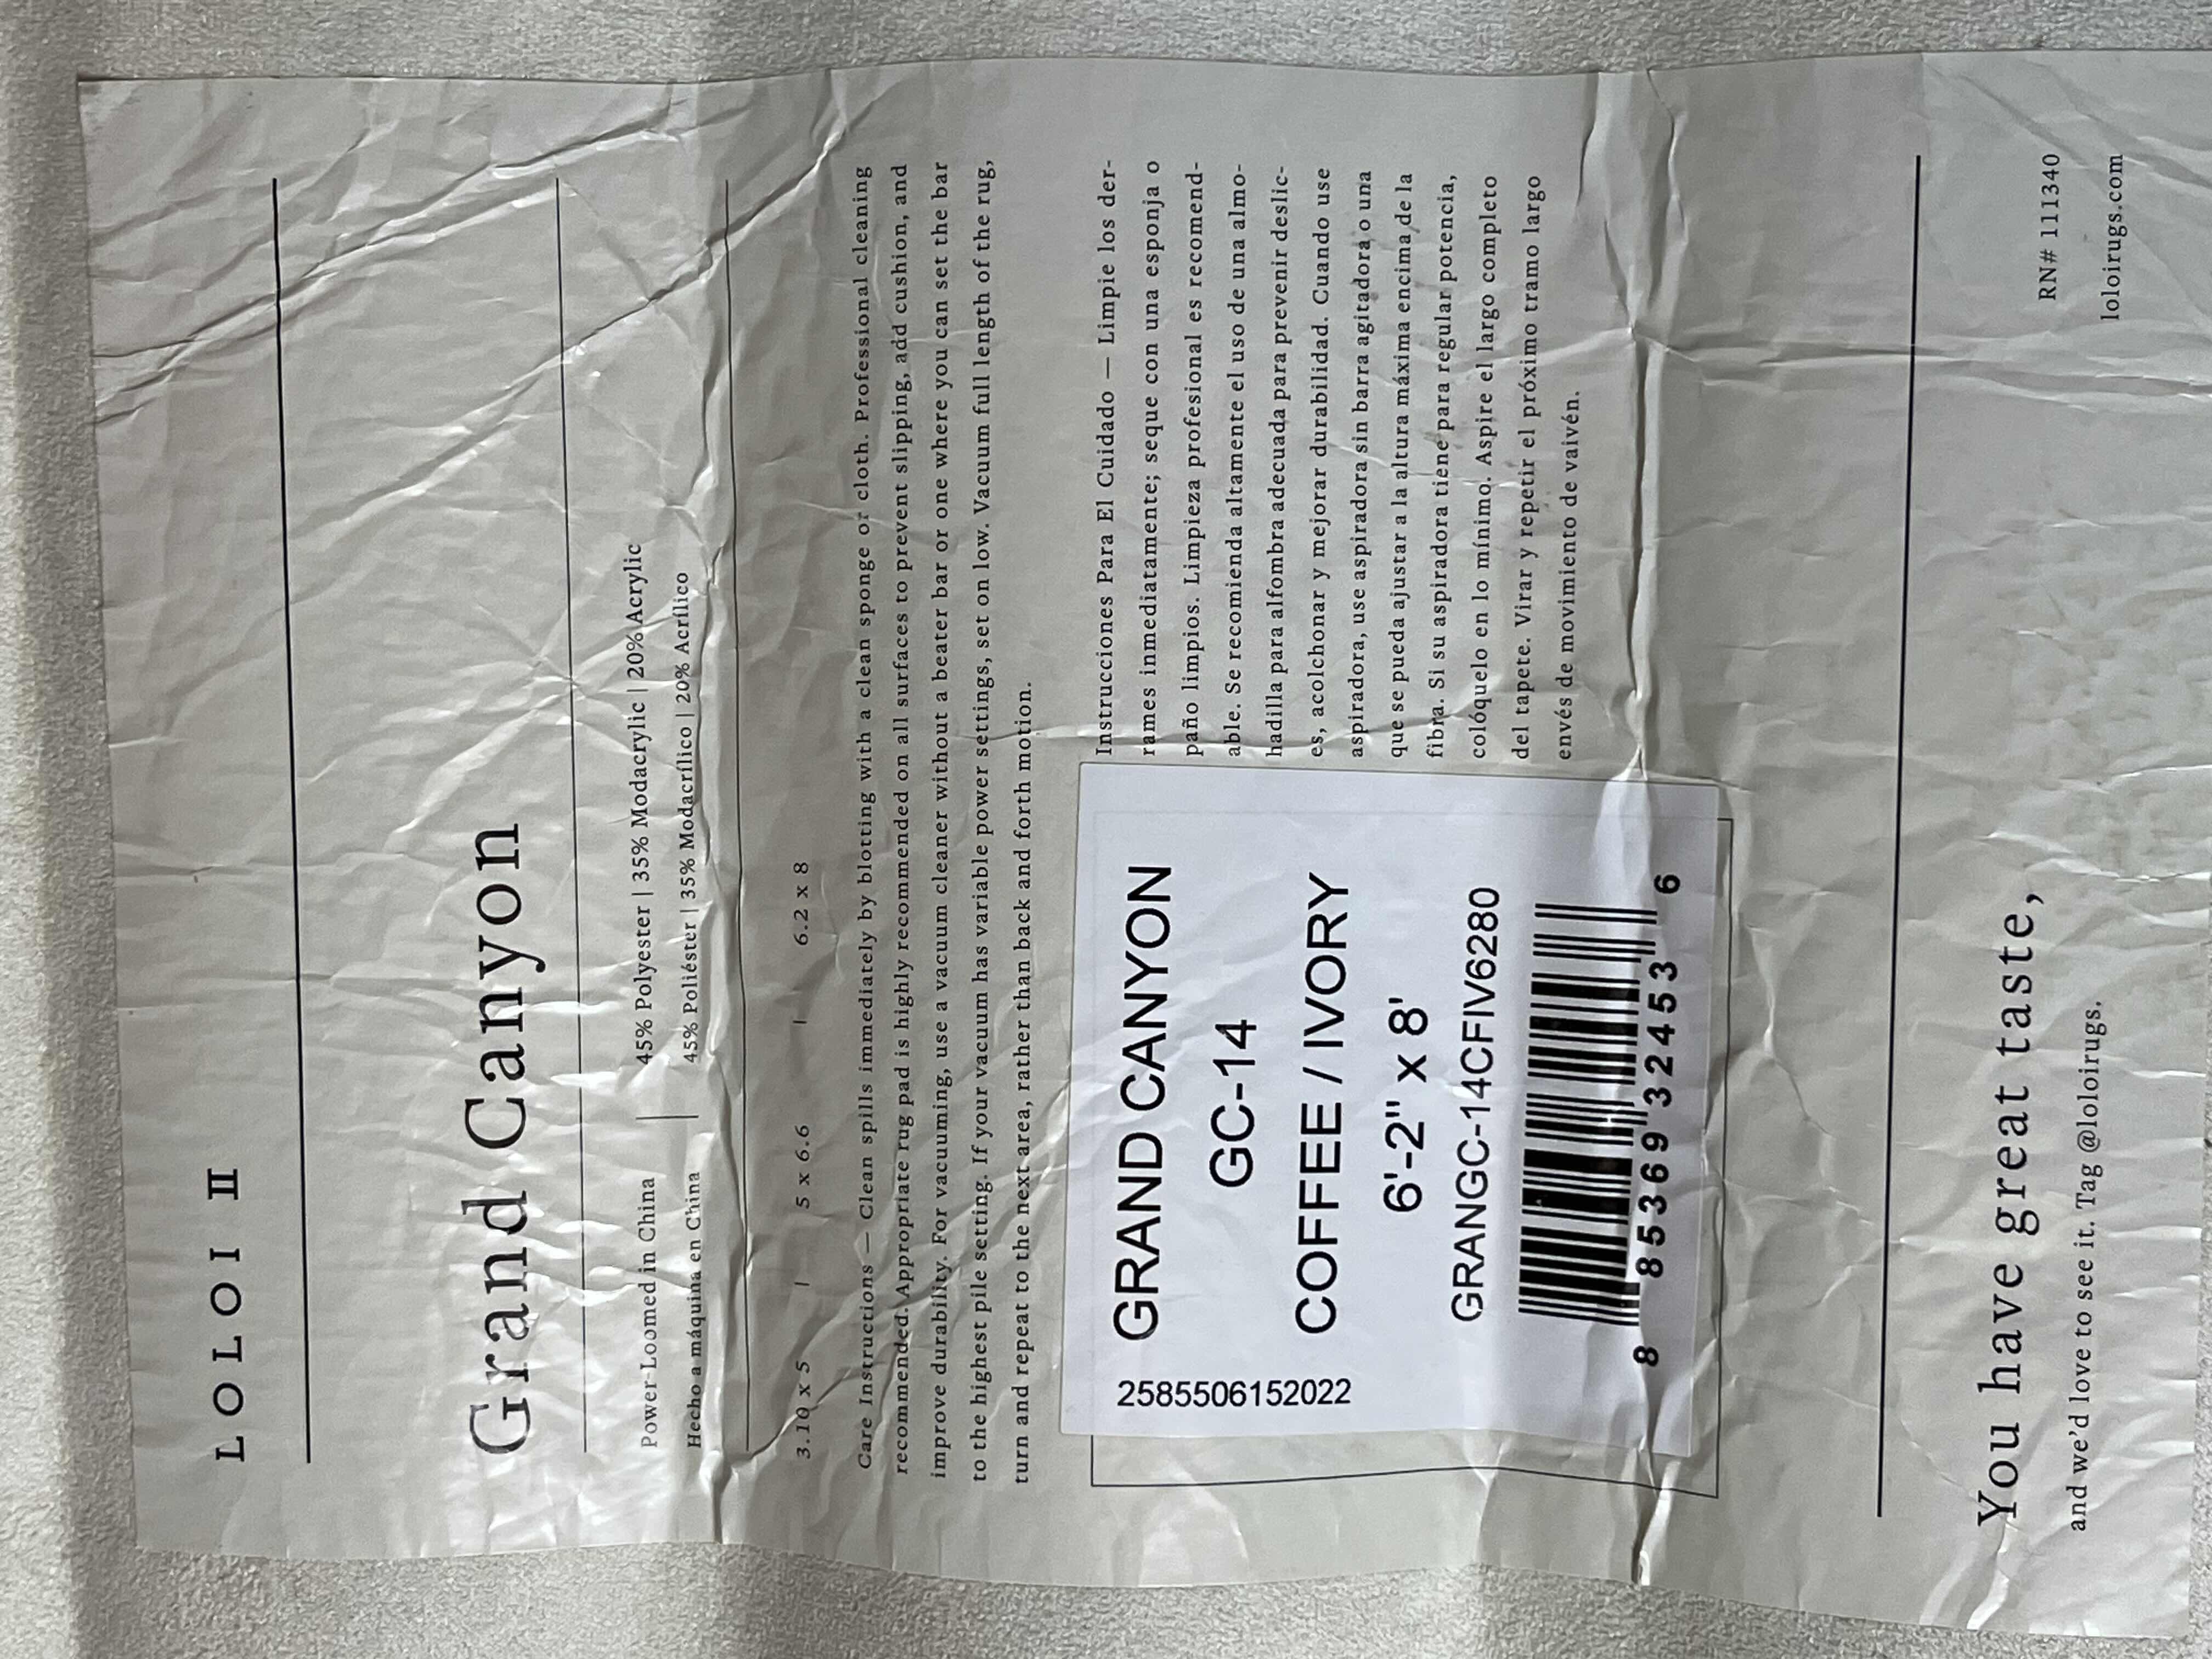 LOLOI II
Grand Canyon
Power-Loomed in China | 45% Polyester | 35% Modacrylic | 20% Acrylic
Hecho a máquina en China | 45% Poliéster | 35% Modacrílico | 20% Acrílico
3.10 x 5 | 5 x 6.6 | 6.2 x 8
Care Instructions — Clean spills immediately by blotting with a clean sponge or cloth. Professional cleaning
recommended. Appropriate rug pad is highly recommended on all surfaces to prevent slipping, add cushion, and
improve durability. For vacuuming, use a vacuum cleaner without a beater bar or one where you can set the bar
to the highest pile setting. If your vacuum has variable power settings, set on low. Vacuum full length of the rug,
turn and repeat to the next area, rather than back and forth motion.
2585506152022
GRAND CANYON
GC-14
COFFEE / IVORY
6'-2" x 8'
GRANGC-14CFIV6280
8 85369 32453 6
Instrucciones Para El Cuidado — Limpie los der-
rames inmediatamente; seque con una esponja o
paño limpios. Limpieza profesional es recomend-
able. Se recomienda altamente el uso de una almo-
hadilla para alfombra adecuada para prevenir deslic-
es, acolchonar y mejorar durabilidad. Cuando use
aspiradora, use aspiradora sin barra agitadora o una
que se pueda ajustar a la altura máxima encima de la
fibra. Si su aspiradora tiene para regular potencia,
colóquelo en lo mínimo. Aspire el largo completo
del tapete. Virar y repetir el próximo tramo largo
envés de movimiento de vaivén.
You have great taste,
and we'd love to see it. Tag @loloirugs.
RN# 111340
loloirugs.com